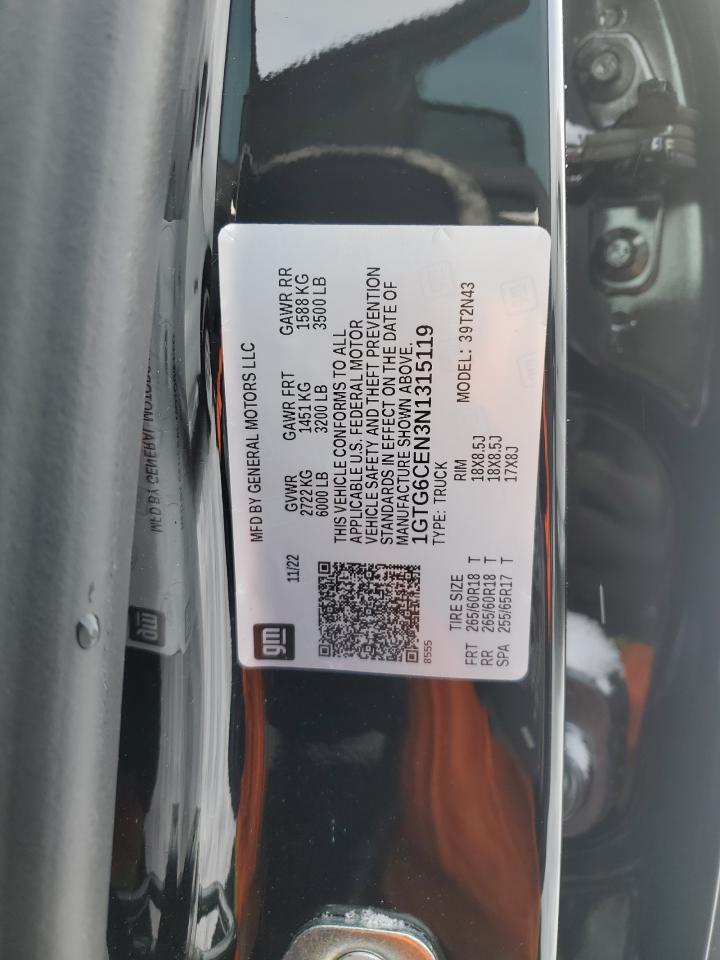 gm
MFD BY GENERAL MOTORS LLC
11/22
GVWR GAWR FRT GAWR RR
2722 KG 1451 KG 1588 KG
6000 LB 3200 LB 3500 LB
THIS VEHICLE CONFORMS TO ALL
APPLICABLE U.S. FEDERAL MOTOR
VEHICLE SAFETY AND THEFT PREVENTION
STANDARDS IN EFFECT ON THE DATE OF
MANUFACTURE SHOWN ABOVE.
1GTG6CEN3N1315119
8555
TYPE: TRUCK
TIRE SIZE RIM MODEL: 39T2N43
FRT 265/60R18 T 18X8.5J
RR 265/60R18 T 18X8.5J
SPA 255/65R17 T 17X8J
gm
MFD BY GENERAL MOTORS